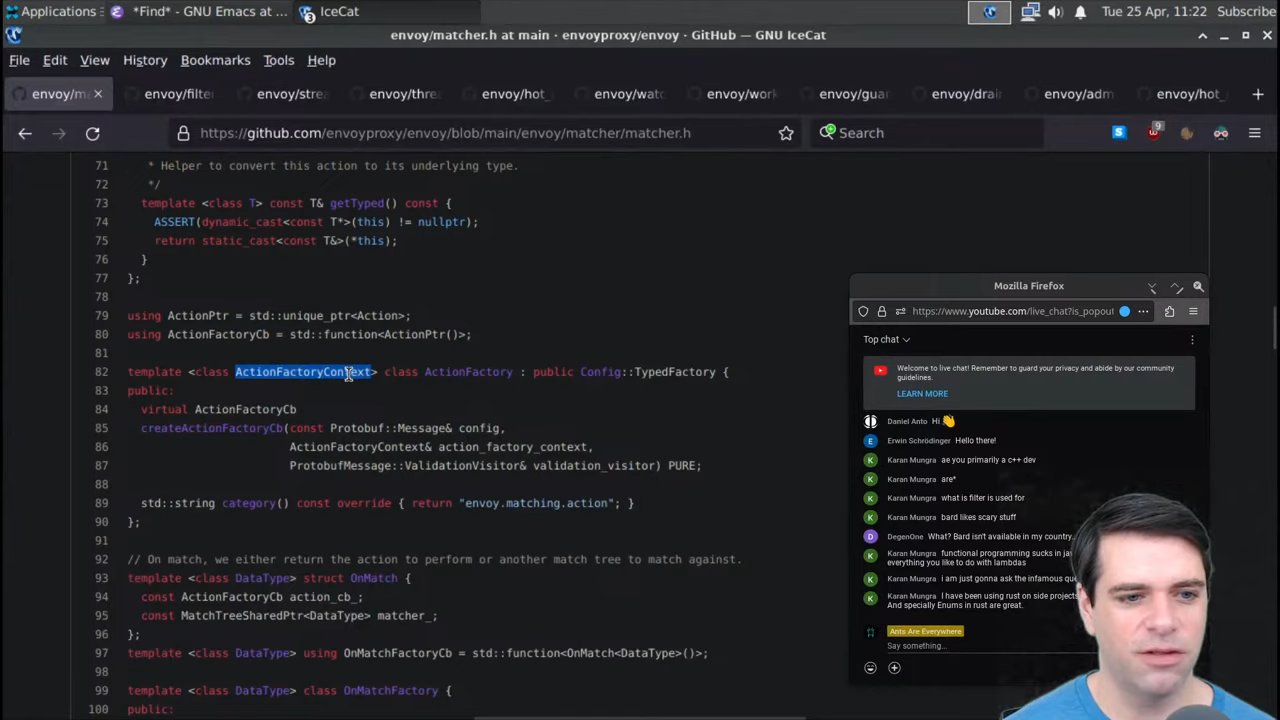 Applications
*Find* - GNU Emacs at ...
3
IceCat
Tue 25 Apr, 11:22
Subscribe
envoy/matcher.h at main · envoyproxy/envoy · GitHub — GNU IceCat
File Edit View History Bookmarks Tools Help
envoy/ma
envoy/filter
envoy/strea
envoy/thre
envoy/hot_
envoy/wat
envoy/work
envoy/guar
envoy/drain
envoy/adm
envoy/hot_
https://github.com/envoyproxy/envoy/blob/main/envoy/matcher/matcher.h
Search
9
71 * Helper to convert this action to its underlying type.
72 */
73 template <class T> const T& getTyped() const {
74 ASSERT(dynamic_cast<const T*>(this) != nullptr);
75 return static_cast<const T&>(*this);
76 }
77 };
78
79 using ActionPtr = std::unique_ptr<Action>;
80 using ActionFactoryCb = std::function<ActionPtr()>;
81
82 template <class ActionFactoryContext> class ActionFactory : public Config::TypedFactory {
83 public:
84 virtual ActionFactoryCb
85 createActionFactoryCb(const Protobuf::Message& config,
86 ActionFactoryContext& action_factory_context,
87 ProtobufMessage::ValidationVisitor& validation_visitor) PURE;
88
89 std::string category() const override { return "envoy.matching.action"; }
90 };
91
92 // On match, we either return the action to perform or another match tree to match against.
93 template <class DataType> struct OnMatch {
94 const ActionFactoryCb action_cb_;
95 const MatchTreeSharedPtr<DataType> matcher_;
96 };
97 template <class DataType> using OnMatchFactoryCb = std::function<OnMatch<DataType>()>;
98
99 template <class DataType> class OnMatchFactory {
100 public:
Mozilla Firefox
https://www.youtube.com/live_chat?is_popout
Top chat
Welcome to live chat! Remember to guard your privacy and abide by our community
guidelines.
LEARN MORE
Daniel Anto Hi 👋
E Erwin Schrödinger Hello there!
K Karan Mungra ae you primarily a c++ dev
K Karan Mungra are*
K Karan Mungra what is filter is used for
K Karan Mungra bard likes scary stuff
D DegenOne What? Bard isn't available in my country...
K Karan Mungra functional programming sucks in ja
everything you like to do with lambdas
K Karan Mungra i am just gonna ask the infamous que
K Karan Mungra I have been using rust on side projects
And specially Enums in rust are great.
Ants Are Everywhere
Say something...